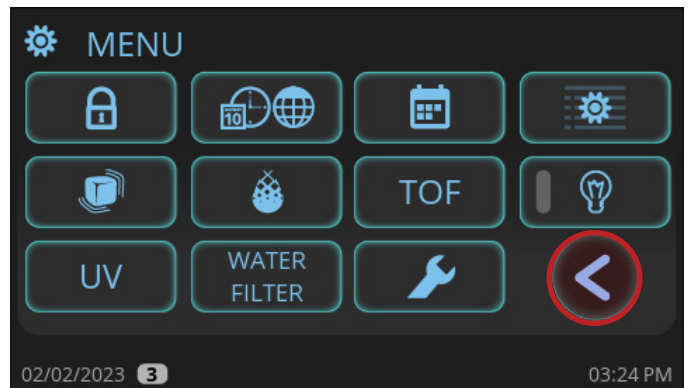 MENU
10
TOF
UV
WATER
FILTER
02/02/2023 3
03:24 PM